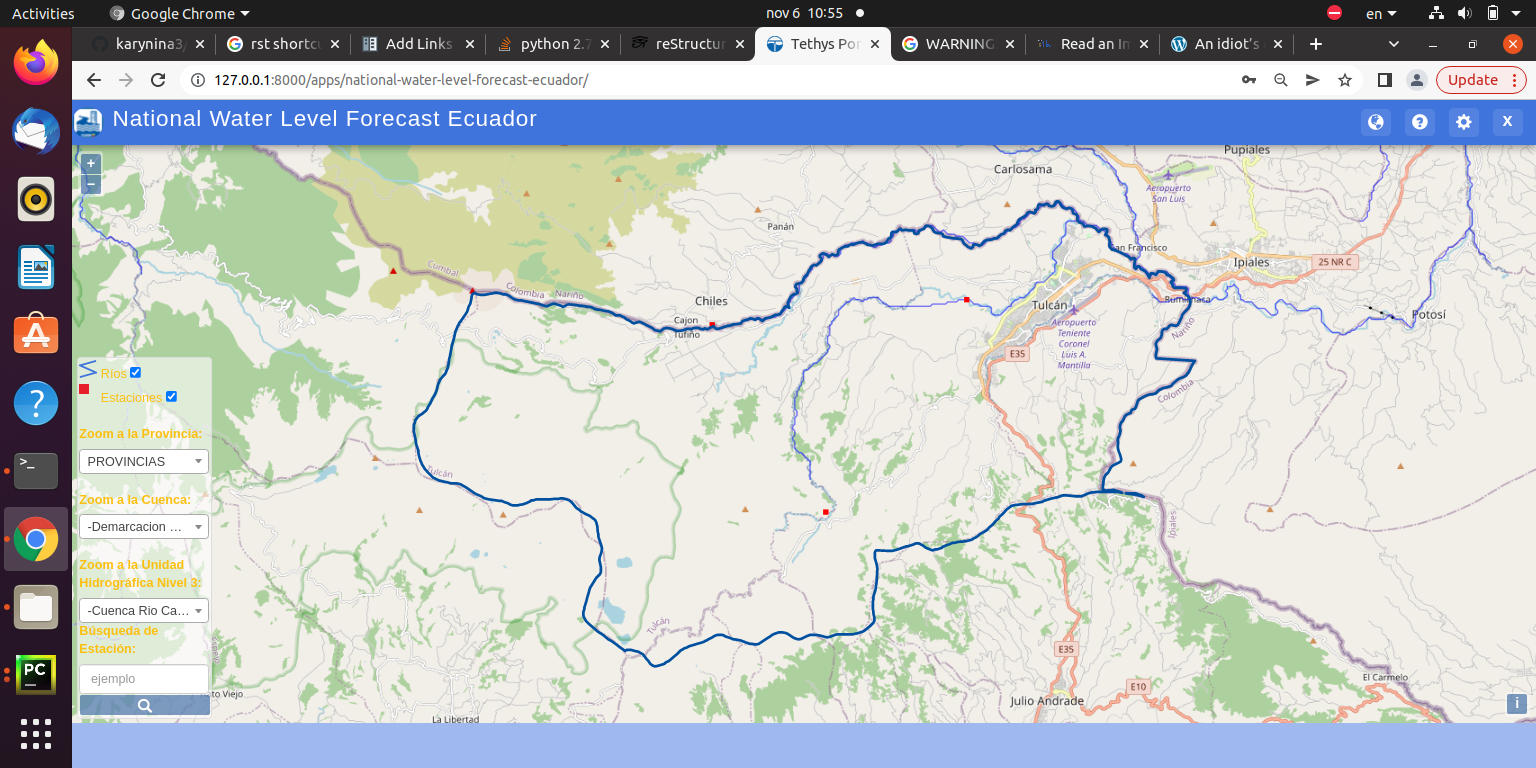 Activities
Google Chrome
nov 6 10:55
en
karynina3/
rst shortcu
Add Links
python 2.7
reStructur
Tethys Por
WARNING
Read an Im
An idiot's
127.0.0.1:8000/apps/national-water-level-forecast-ecuador/
Update
National Water Level Forecast Ecuador
X
+
−
Pupiales
Carlosama
Aeropuerto
San Luis
Panán
San Francisco
Ipiales
25 NR C
Cumbal
Colombia
Nariño
Chiles
Cajon
Tufiño
Tulcán
Rumichaca
Potosí
Aeropuerto
Teniente
Coronel
Luis A.
Mantilla
Nariño
E35
Colombia
Ríos
Estaciones
Zoom a la Provincia:
PROVINCIAS
Tulcán
Zoom a la Cuenca:
-Demarcacion ...
Ipiales
Zoom a la Unidad
Hidrográfica Nivel 3:
-Cuenca Rio Ca...
Búsqueda de
Estación:
Tulcán
E35
ejemplo
El Carmelo
E10
Viejo
Julio Andrade
La Libertad
i
PC